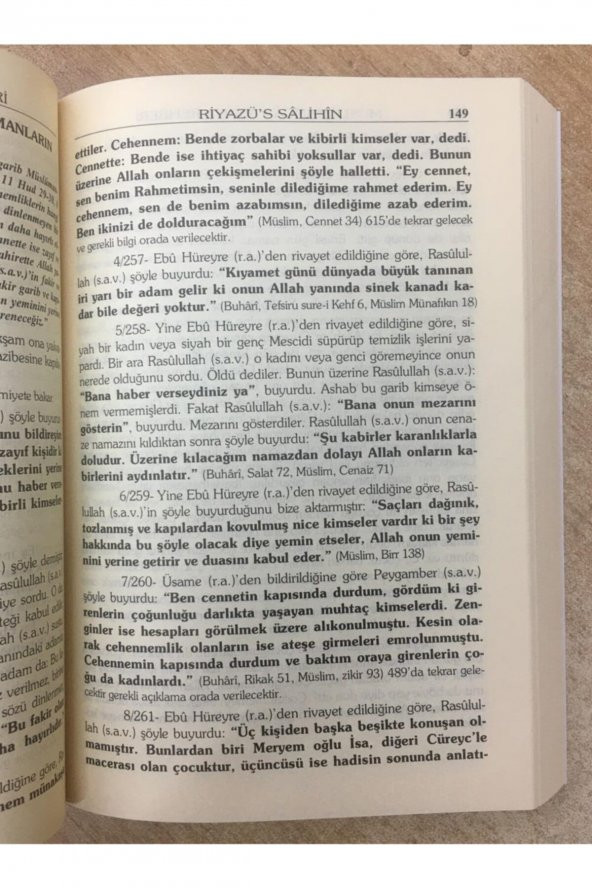 RİYAZÜ'S SÂLİHÎN 149
ettiler. Cehennem: Bende zorbalar ve kibirli kimseler var, dedi.
Cennette: Bende ise ihtiyaç sahibi yoksullar var, dedi. Bunun
üzerine Allah onların çekişmelerini şöyle halletti. “Ey cennet,
sen benim Rahmetimsin, seninle dilediğime rahmet ederim. Ey
cehennem, sen de benim azabımsın, dilediğime azab ederim.
Ben ikinizi de dolduracağım” (Müslim, Cennet 34) 615'de tekrar gelecek
ve gerekli bilgi orada verilecektir.
4/257- Ebû Hüreyre (r.a.)'den rivayet edildiğine göre, Rasûlul-
lah (s.a.v.) şöyle buyurdu: “Kıyamet günü dünyada büyük tanınan
iri yarı bir adam gelir ki onun Allah yanında sinek kanadı ka-
dar bile değeri yoktur.” (Buhârî, Tefsiru sure-i Kehf 6, Müslim Münafıkın 18)
5/258- Yine Ebû Hüreyre (r.a.)'den rivayet edildiğine göre, si-
yah bir kadın veya siyah bir genç Mescidi süpürüp temizlik işlerini ya-
pardı. Bir ara Rasûlullah (s.a.v.) o kadını veya genci göremeyince onun
nerede olduğunu sordu. Öldü dediler. Bunun üzerine Rasûlullah (s.a.v.):
“Bana haber verseydiniz ya”, buyurdu. Ashab bu garib kimseye ö-
nem vermemişlerdi. Fakat Rasûlullah (s.a.v.): “Bana onun mezarını
gösterin”, buyurdu. Mezarını gösterdiler. Rasûlullah (s.a.v.) onun cena-
ze namazını kıldıktan sonra şöyle buyurdu: “Şu kabirler karanlıklarla
doludur. Üzerine kılacağım namazdan dolayı Allah onların ka-
birlerini aydınlatır.” (Buhârî, Salat 72, Müslim, Cenaiz 71)
6/259- Yine Ebû Hüreyre (r.a.)'den rivayet edildiğine göre, Rasû-
lullah (s.a.v.)'in şöyle buyurduğunu bize aktarmıştır: “Saçları dağınık,
tozlanmış ve kapılardan kovulmuş nice kimseler vardır ki bir şey
hakkında bu şöyle olacak diye yemin etseler, Allah onun yemi-
nini yerine getirir ve duasını kabul eder.” (Müslim, Birr 138)
7/260- Üsame (r.a.)'den bildirildiğine göre Peygamber (s.a.v.)
şöyle buyurdu: “Ben cennetin kapısında durdum, gördüm ki gi-
renlerin çoğunluğu darlıkta yaşayan muhtaç kimselerdi. Zen-
ginler ise hesapları görülmek üzere alıkonulmuştu. Kesin ola-
rak cehennemlik olanların ise ateşe girmeleri emrolunmuştu.
Cehennemin kapısında durdum ve baktım oraya girenlerin ço-
ğu da kadınlardı.” (Buhârî, Rikak 51, Müslim, zikir 93) 489'da tekrar gele-
cektir gerekli açıklama orada verilecektir.
8/261- Ebû Hüreyre (r.a.)'den rivayet edildiğine göre, Rasûlul-
lah (s.a.v.) şöyle buyurdu: “Üç kişiden başka beşikte konuşan ol-
mamıştır. Bunlardan biri Meryem oğlu İsa, diğeri Cüreyc'le
macerası olan çocuktur, üçüncüsü ise hadisin sonunda anlatı-